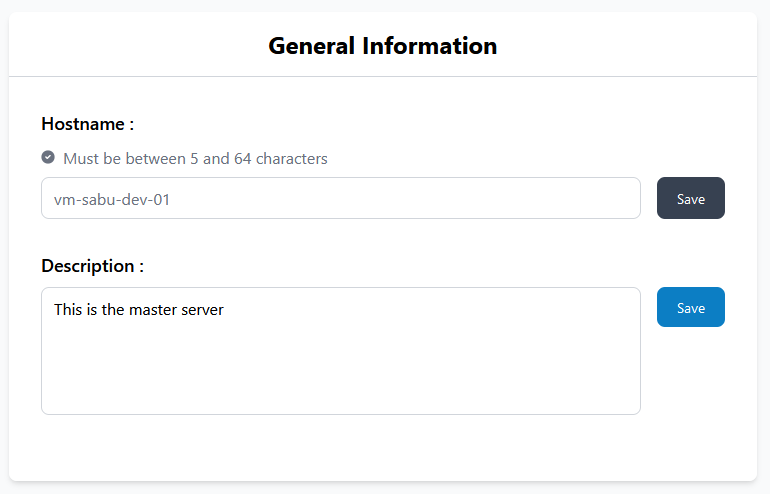 General Information
Hostname :
Must be between 5 and 64 characters
vm-sabu-dev-01
Save
Description :
This is the master server
Save